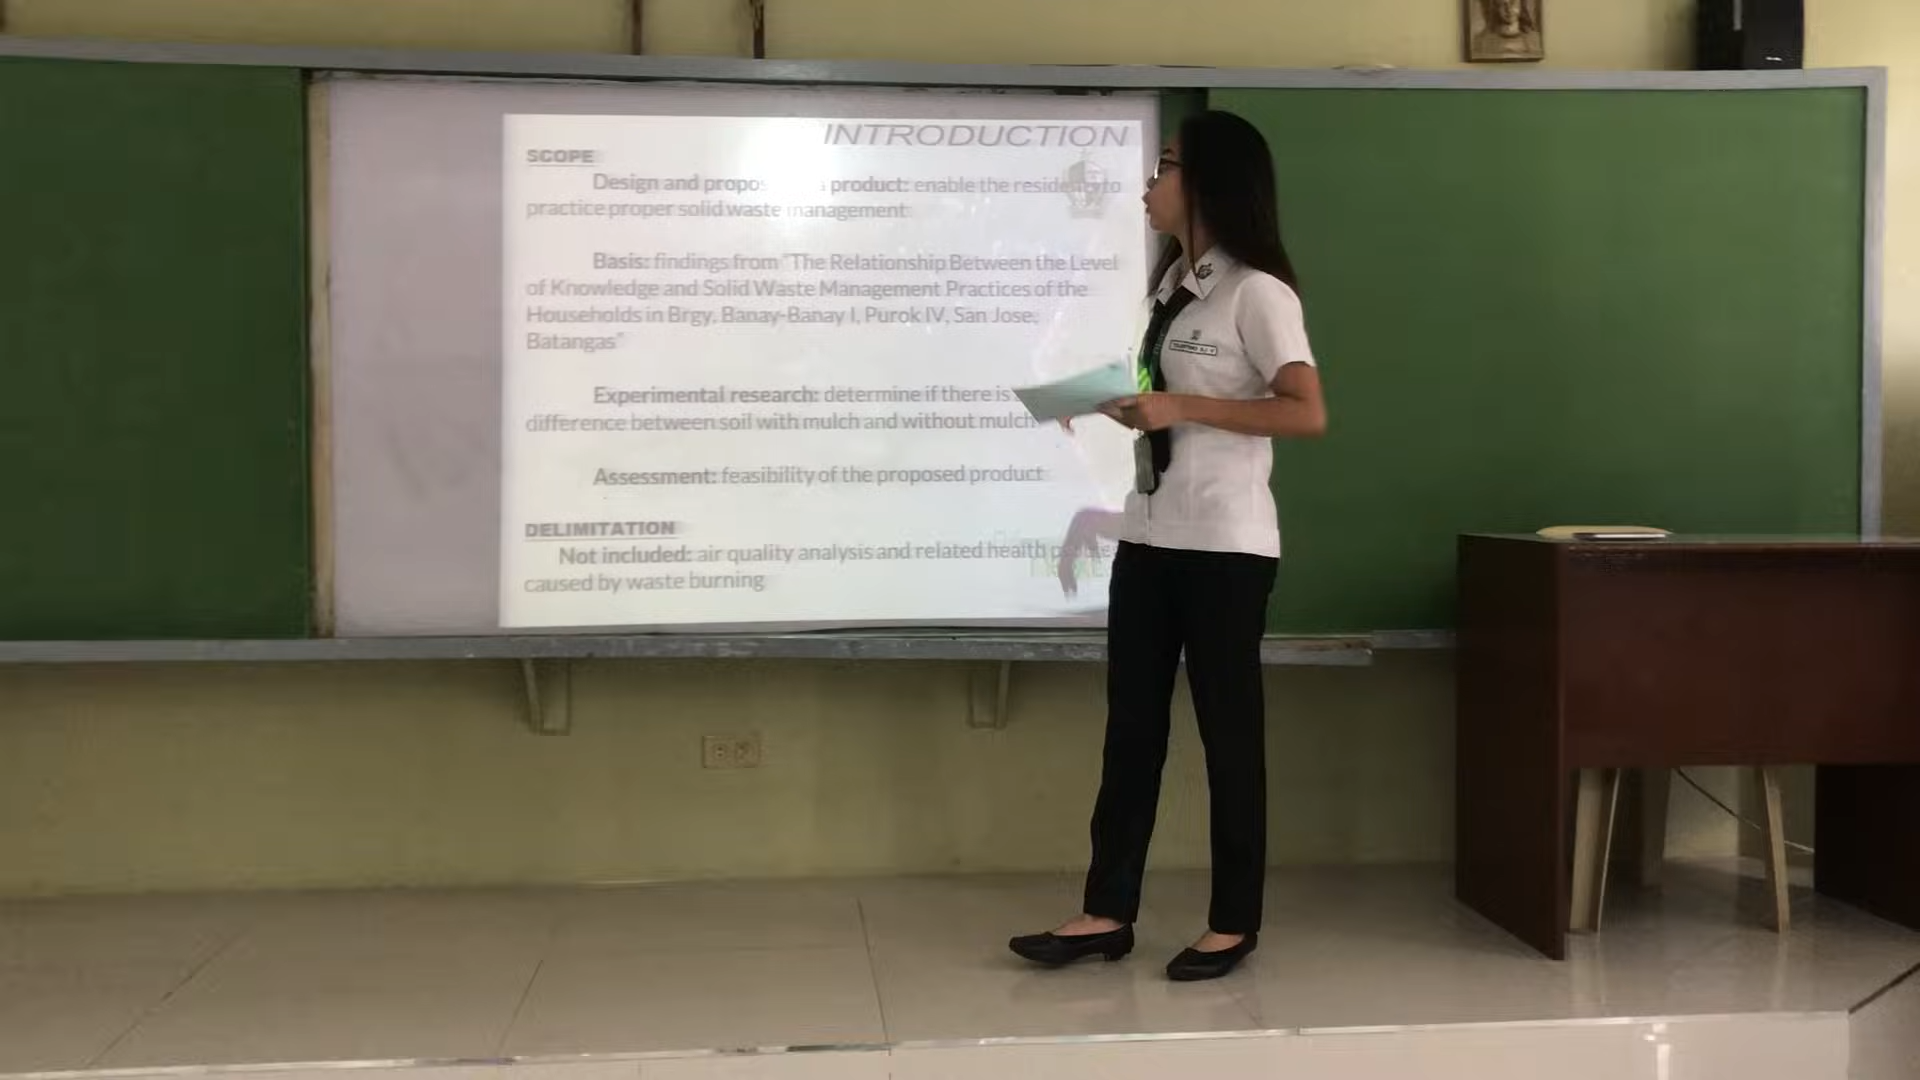 INTRODUCTION
SCOPE
Design and product: enable the to
practice proper solid waste management
Basis: findings from "The Relationship Between the Level
of Knowledge and Solid Waste Management Practices of the
Households in Brgy. Banay-Banay I, Purok IV, San Jose,
Batangas"
Experimental research: determine if there is
difference between soil with mulch and without mulch
Assessment: feasibility of the proposed product
DELIMITATION
Not included: air quality analysis and related health
caused by waste burning